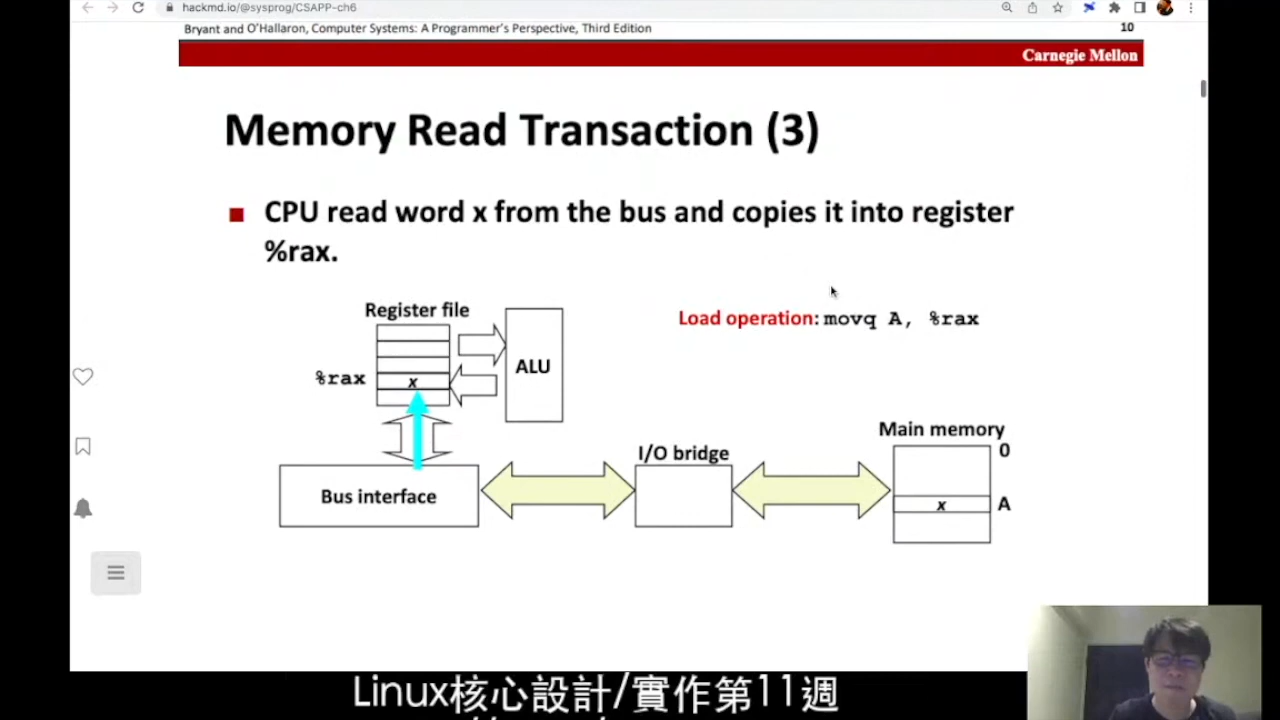 hackmd.io/@sysprog/CSAPP-ch6
Bryant and O'Hallaron, Computer Systems: A Programmer's Perspective, Third Edition
10
Carnegie Mellon
Memory Read Transaction (3)
CPU read word x from the bus and copies it into register
%rax.
Register file
Load operation: movq A, %rax
ALU
%rax
x
Main memory
0
I/O bridge
Bus interface
x
A
Linux核心設計/實作第11週